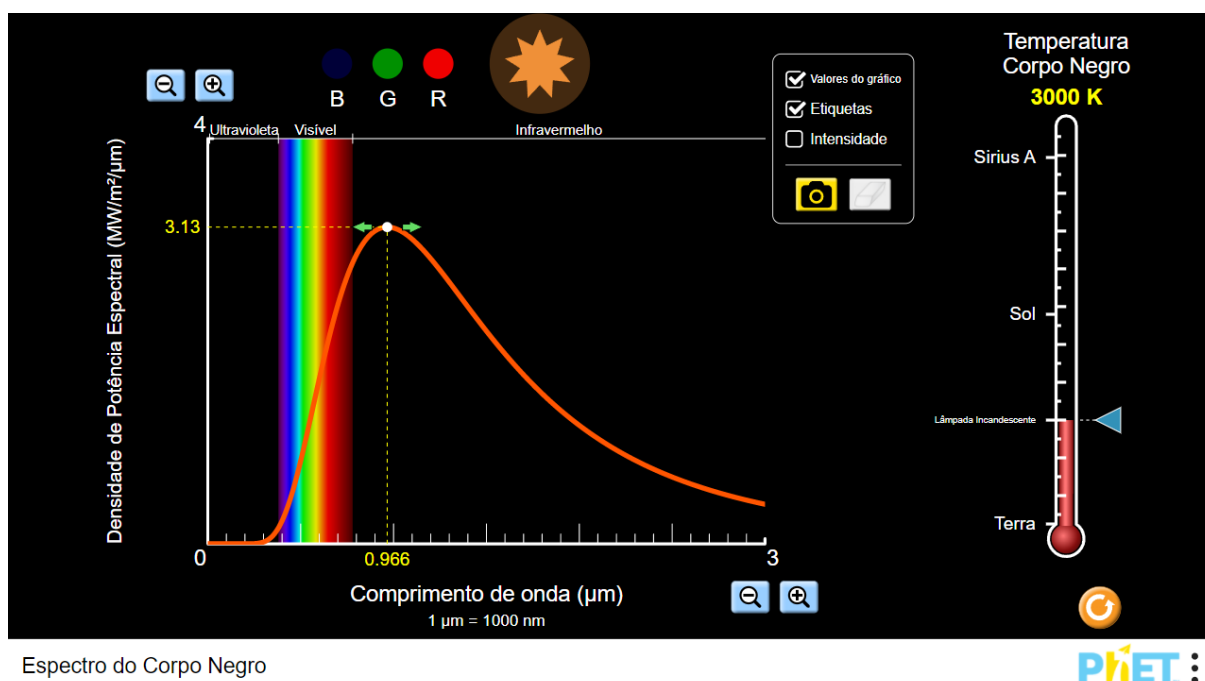 B
G
R
Valores do gráfico
Etiquetas
Intensidade
Temperatura
Corpo Negro
3000 K
Sirius A
Sol
Lâmpada Incandescente
Terra
4
Ultravioleta
Visível
Infravermelho
3.13
Densidade de Potência Espectral (MW/m²/μm)
0
0.966
3
Comprimento de onda (μm)
1 μm = 1000 nm
Espectro do Corpo Negro
PhET